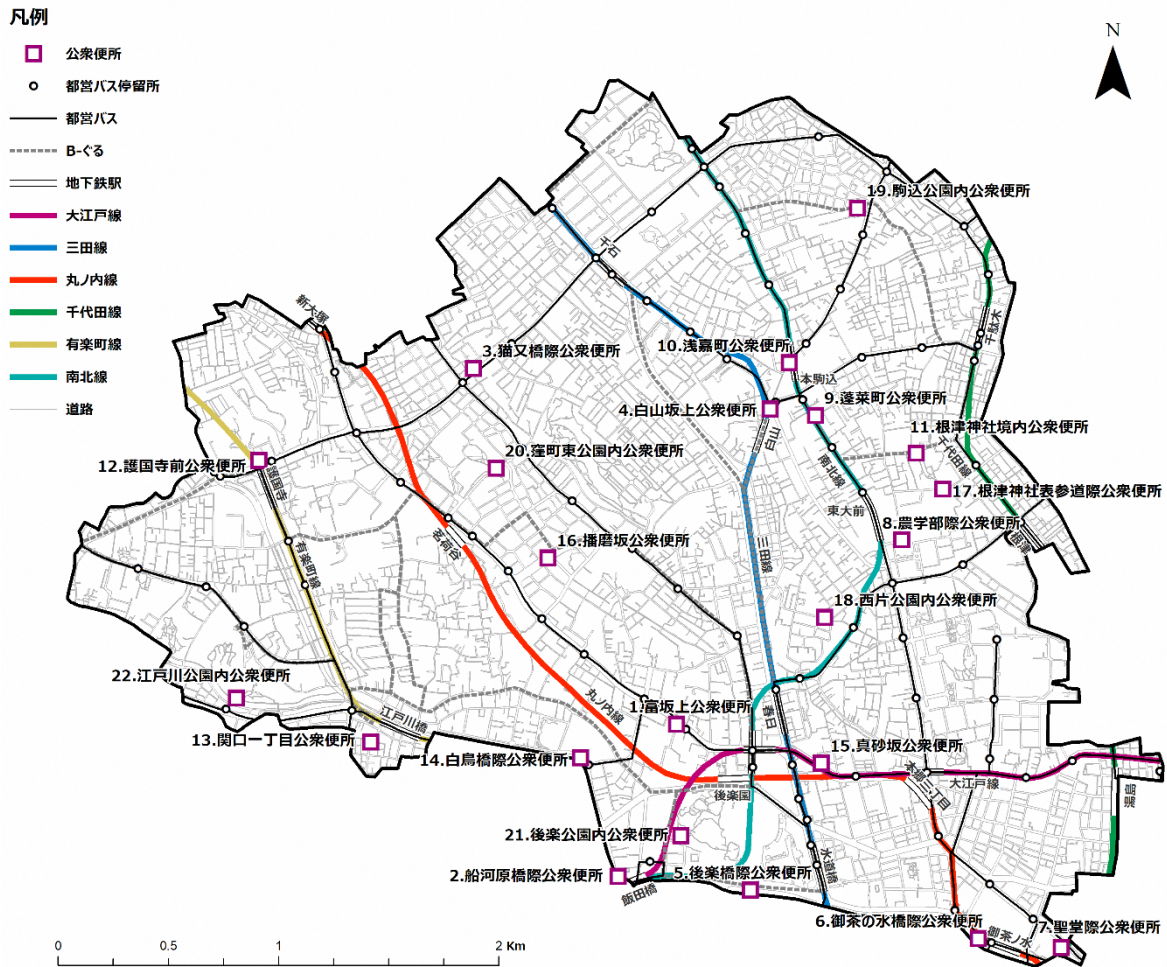 凡例
公衆便所
都営バス停留所
都営バス
B-ぐる
地下鉄駅
大江戸線
三田線
丸ノ内線
千代田線
有楽町線
南北線
道路
N
19.駒込公園内公衆便所
千石
新大塚
千駄木
3.猫又橋際公衆便所
10.浅嘉町公衆便所
本駒込
4.白山坂上公衆便所
9.蓬莱町公衆便所
白山
11.根津神社境内公衆便所
千代田線
12.護国寺前公衆便所
護国寺
20.窪町東公園内公衆便所
南北線
17.根津神社表参道際公衆便所
東大前
8.農学部際公衆便所
根津
茗荷谷
有楽町線
16.播磨坂公衆便所
三田線
18.西片公園内公衆便所
22.江戸川公園内公衆便所
丸ノ内線
1.富坂上公衆便所
春日
江戸川橋
13.関口一丁目公衆便所
14.白鳥橋際公衆便所
15.真砂坂公衆便所
本郷三丁目
大江戸線
湯島
後楽園
21.後楽公園内公衆便所
水道橋
2.船河原橋際公衆便所
飯田橋
5.後楽橋際公衆便所
6.御茶の水橋際公衆便所
御茶ノ水
7.聖堂際公衆便所
0 0.5 1 2 Km